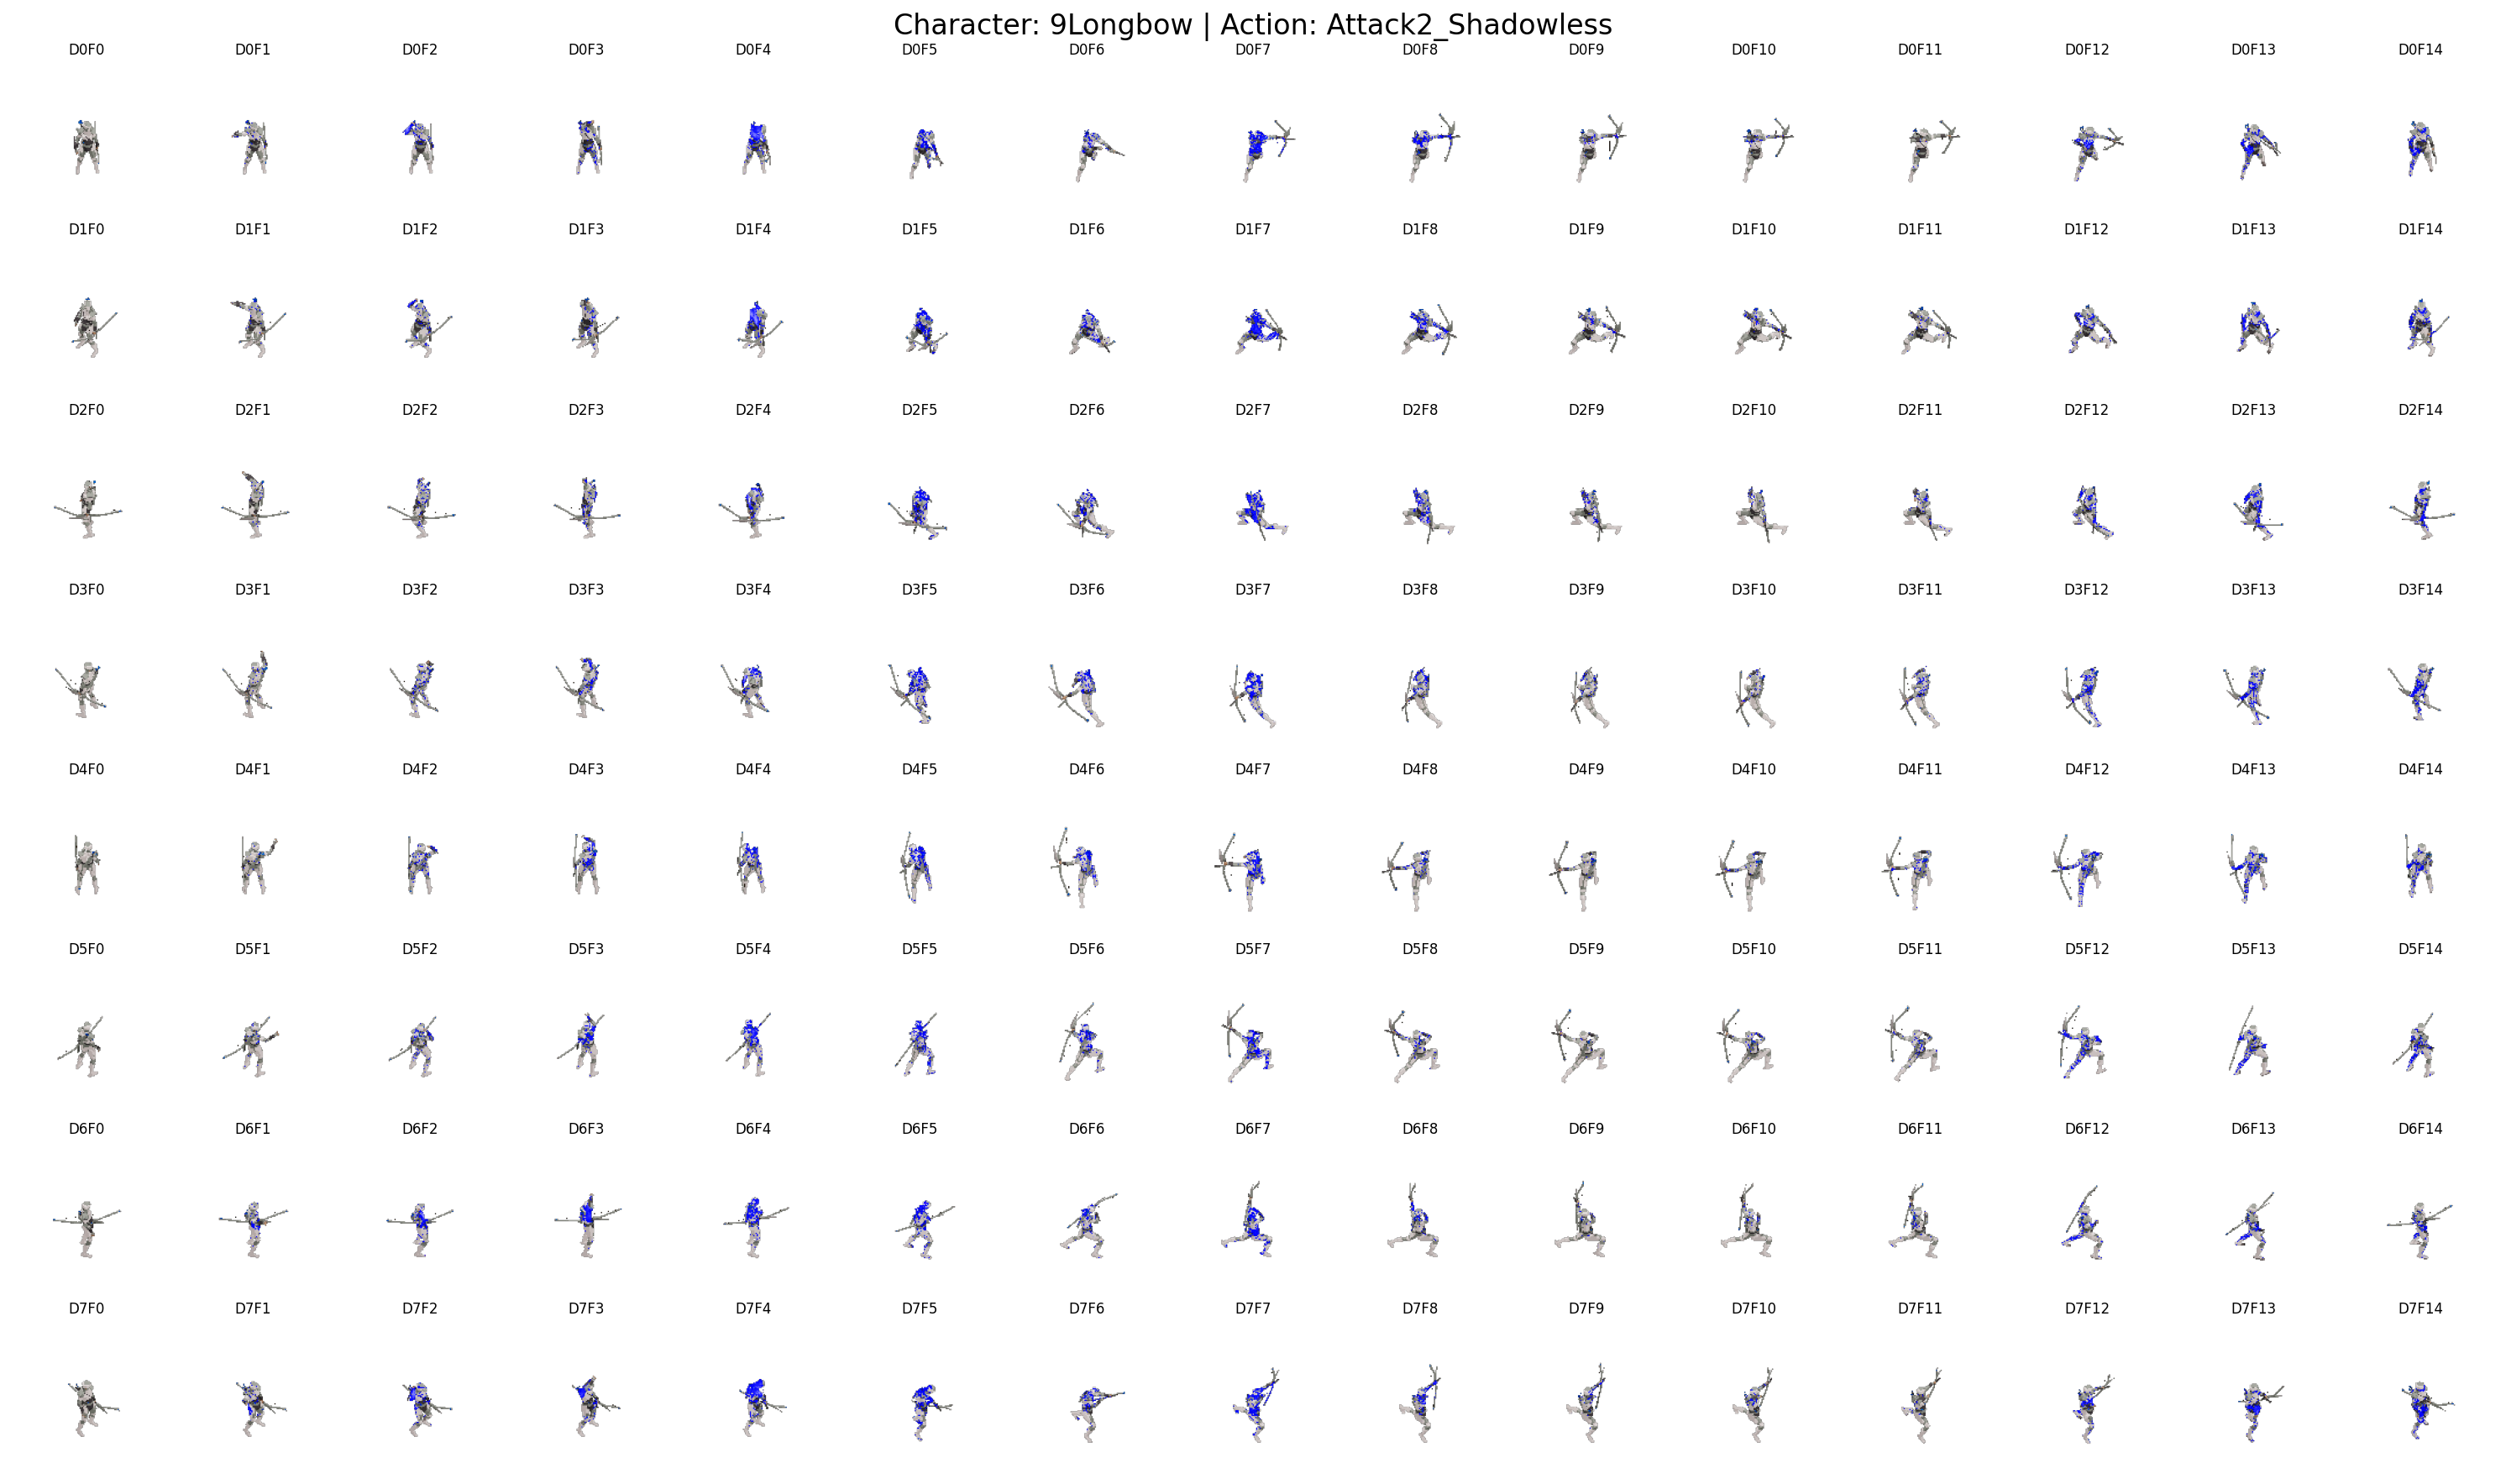 Character: 9Longbow | Action: Attack2_Shadowless
D0F0 D0F1 D0F2 D0F3 D0F4 D0F5 D0F6 D0F7 D0F8 D0F9 D0F10 D0F11 D0F12 D0F13 D0F14
D1F0 D1F1 D1F2 D1F3 D1F4 D1F5 D1F6 D1F7 D1F8 D1F9 D1F10 D1F11 D1F12 D1F13 D1F14
D2F0 D2F1 D2F2 D2F3 D2F4 D2F5 D2F6 D2F7 D2F8 D2F9 D2F10 D2F11 D2F12 D2F13 D2F14
D3F0 D3F1 D3F2 D3F3 D3F4 D3F5 D3F6 D3F7 D3F8 D3F9 D3F10 D3F11 D3F12 D3F13 D3F14
D4F0 D4F1 D4F2 D4F3 D4F4 D4F5 D4F6 D4F7 D4F8 D4F9 D4F10 D4F11 D4F12 D4F13 D4F14
D5F0 D5F1 D5F2 D5F3 D5F4 D5F5 D5F6 D5F7 D5F8 D5F9 D5F10 D5F11 D5F12 D5F13 D5F14
D6F0 D6F1 D6F2 D6F3 D6F4 D6F5 D6F6 D6F7 D6F8 D6F9 D6F10 D6F11 D6F12 D6F13 D6F14
D7F0 D7F1 D7F2 D7F3 D7F4 D7F5 D7F6 D7F7 D7F8 D7F9 D7F10 D7F11 D7F12 D7F13 D7F14